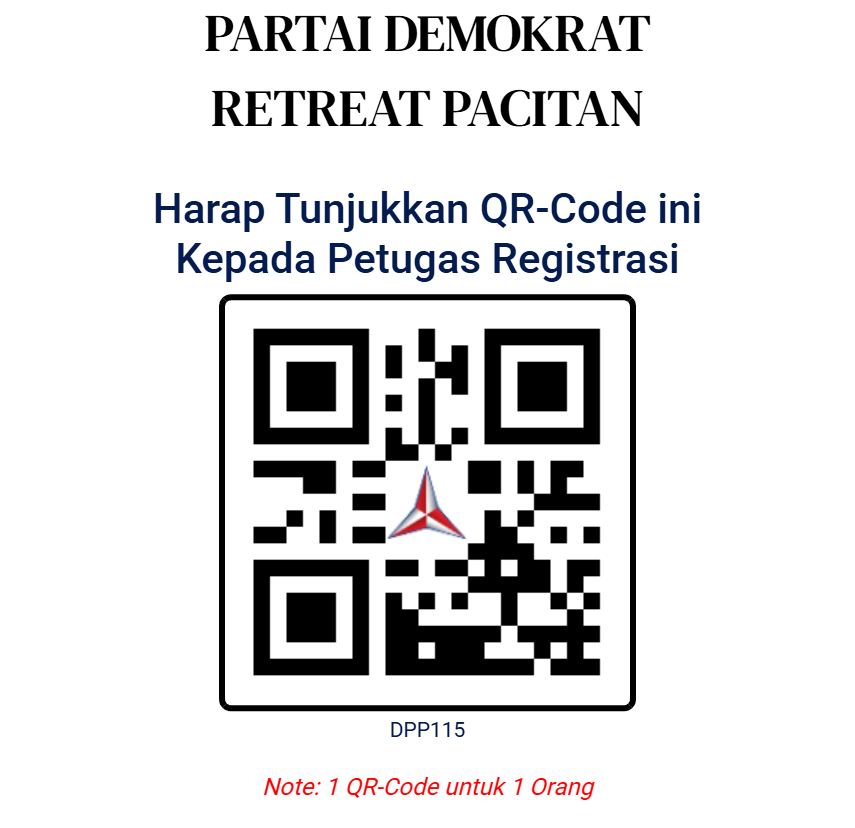 PARTAI DEMOKRAT
RETREAT PACITAN
Harap Tunjukkan QR-Code ini
Kepada Petugas Registrasi
DPP115
Note: 1 QR-Code untuk 1 Orang